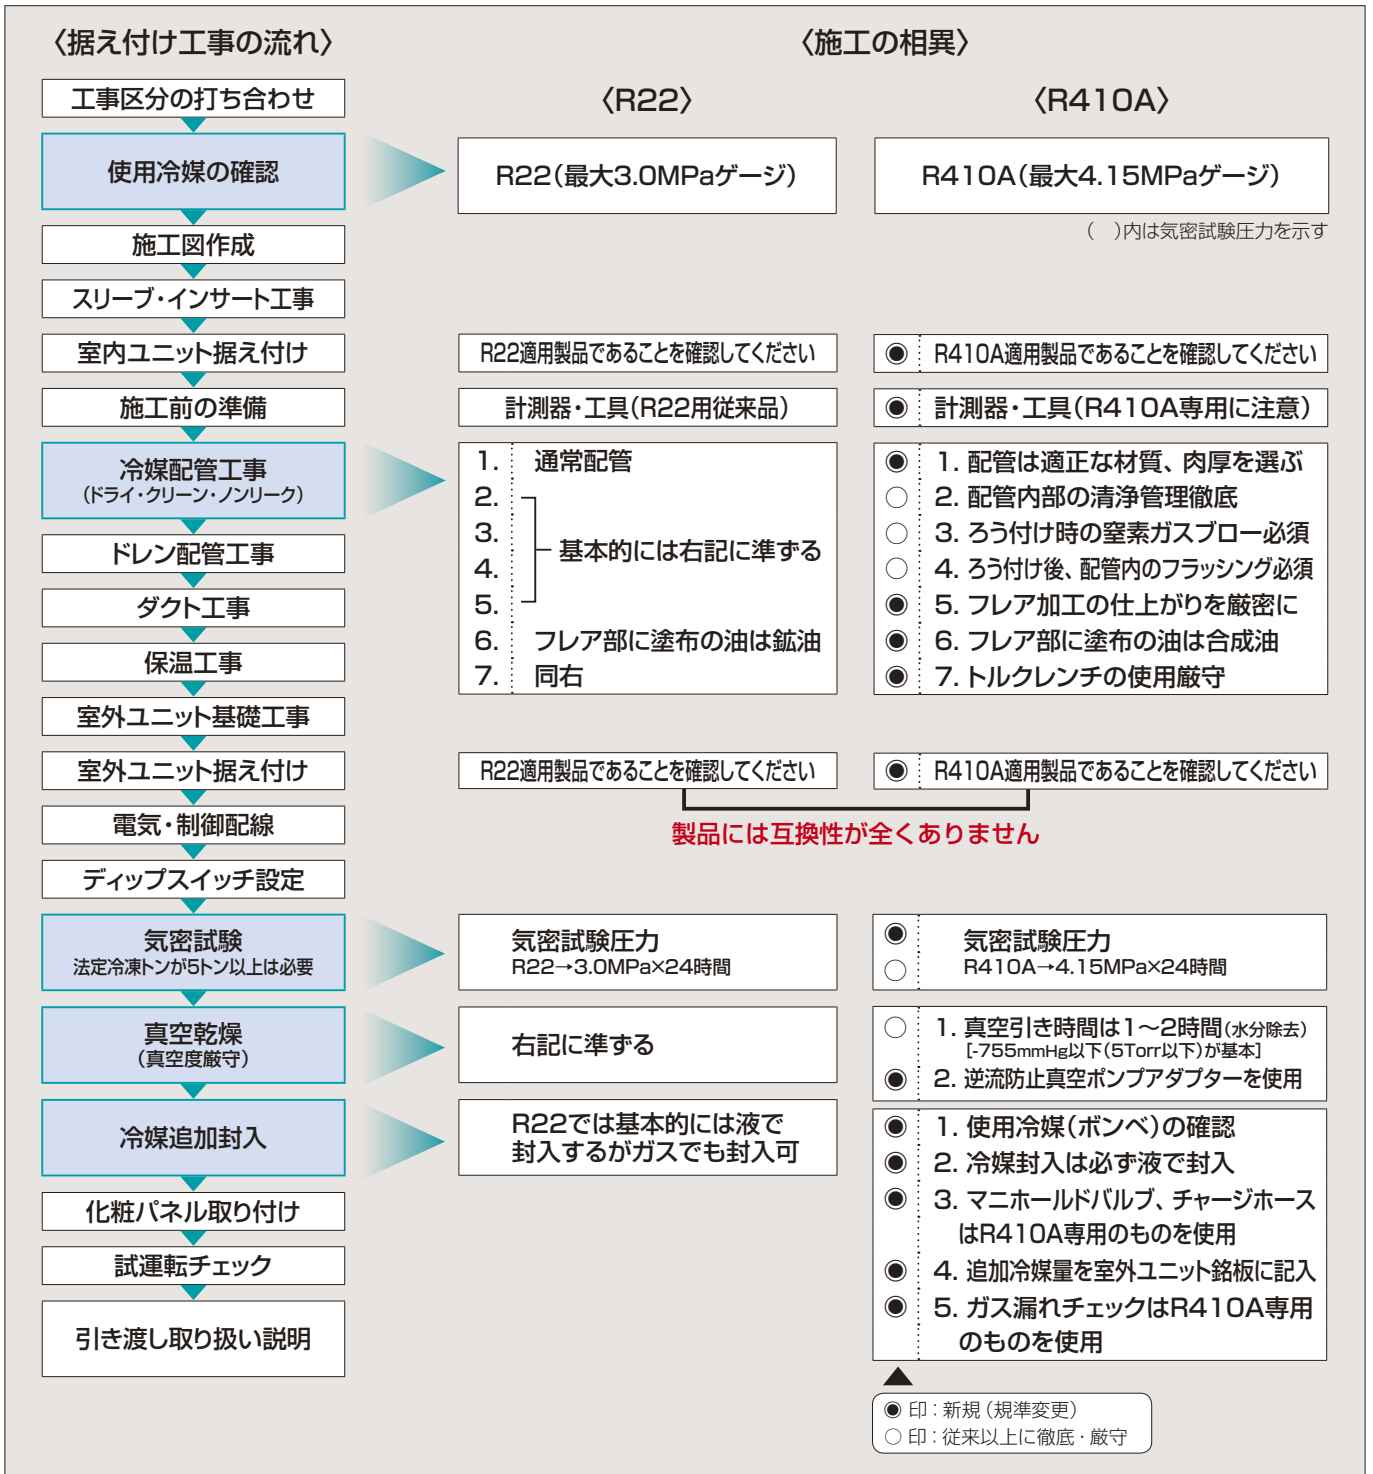 〈据え付け工事の流れ〉
〈施工の相異〉
工事区分の打ち合わせ
〈R22〉
〈R410A〉
使用冷媒の確認
R22(最大3.0MPaゲージ)
R410A(最大4.15MPaゲージ)
(　)内は気密試験圧力を示す
施工図作成
スリーブ・インサート工事
室内ユニット据え付け
R22適用製品であることを確認してください
◉ R410A適用製品であることを確認してください
施工前の準備
計測器・工具(R22用従来品)
◉ 計測器・工具(R410A専用に注意)
冷媒配管工事
(ドライ・クリーン・ノンリーク)
1. 通常配管
2.
3.
基本的には右記に準ずる
4.
5.
6. フレア部に塗布の油は鉱油
7. 同右
◉ 1. 配管は適正な材質、肉厚を選ぶ
○ 2. 配管内部の清浄管理徹底
○ 3. ろう付け時の窒素ガスブロー必須
○ 4. ろう付け後、配管内のフラッシング必須
◉ 5. フレア加工の仕上がりを厳密に
◉ 6. フレア部に塗布の油は合成油
◉ 7. トルクレンチの使用厳守
ドレン配管工事
ダクト工事
保温工事
室外ユニット基礎工事
室外ユニット据え付け
R22適用製品であることを確認してください
◉ R410A適用製品であることを確認してください
製品には互換性が全くありません
電気・制御配線
ディップスイッチ設定
気密試験
法定冷凍トンが5トン以上は必要
気密試験圧力
R22→3.0MPa×24時間
◉ 気密試験圧力
○ R410A→4.15MPa×24時間
真空乾燥
(真空度厳守)
右記に準ずる
○ 1. 真空引き時間は1〜2時間(水分除去)
[-755mmHg以下(5Torr以下)が基本]
◉ 2. 逆流防止真空ポンプアダプターを使用
冷媒追加封入
R22では基本的には液で
封入するがガスでも封入可
◉ 1. 使用冷媒(ボンベ)の確認
◉ 2. 冷媒封入は必ず液で封入
◉ 3. マニホールドバルブ、チャージホース
はR410A専用のものを使用
◉ 4. 追加冷媒量を室外ユニット銘板に記入
◉ 5. ガス漏れチェックはR410A専用
のものを使用
化粧パネル取り付け
試運転チェック
引き渡し取り扱い説明
◉ 印：新規(規準変更)
○ 印：従来以上に徹底・厳守